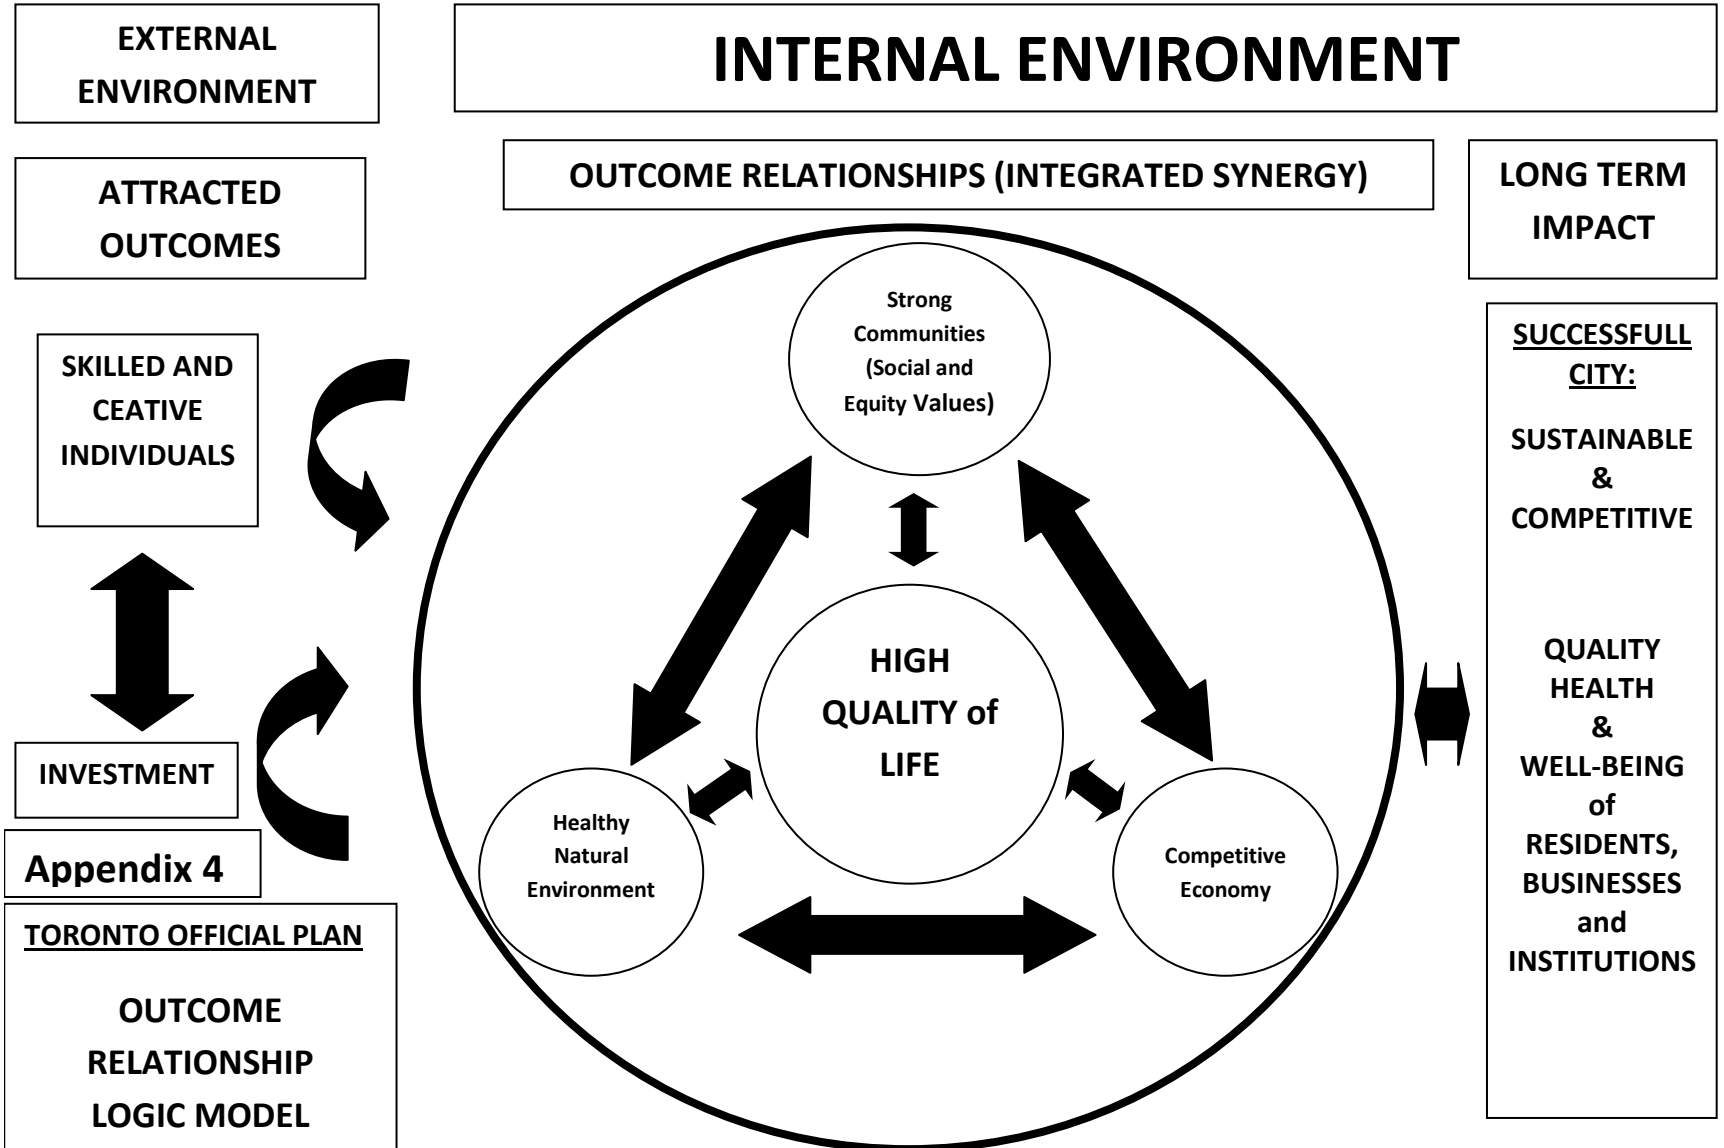 EXTERNAL
ENVIRONMENT
INTERNAL ENVIRONMENT
ATTRACTED
OUTCOMES
OUTCOME RELATIONSHIPS (INTEGRATED SYNERGY)
LONG TERM
IMPACT
SKILLED AND
CEATIVE
INDIVIDUALS
INVESTMENT
Appendix 4
TORONTO OFFICIAL PLAN
OUTCOME
RELATIONSHIP
LOGIC MODEL
Strong
Communities
(Social and
Equity Values)
HIGH
QUALITY of
LIFE
Healthy
Natural
Environment
Competitive
Economy
SUCCESSFULL
CITY:
SUSTAINABLE
&
COMPETITIVE
QUALITY
HEALTH
&
WELL-BEING
of
RESIDENTS,
BUSINESSES
and
INSTITUTIONS